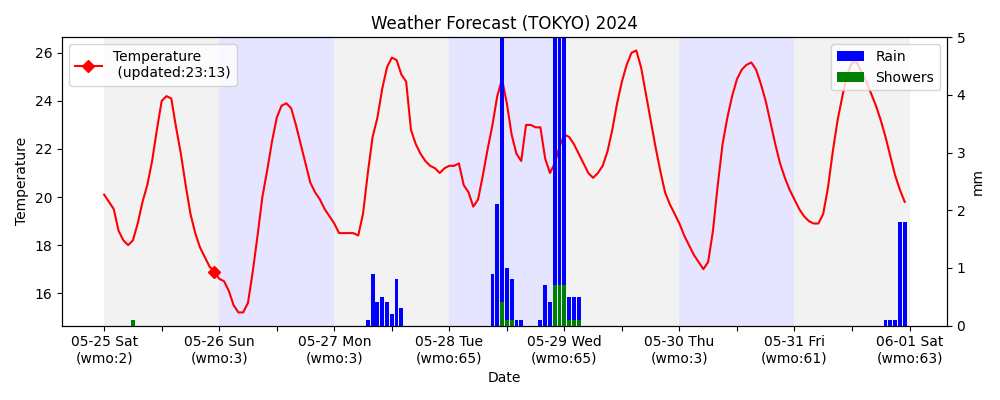 Weather Forecast (TOKYO) 2024
Temperature
(updated:23:13)
Rain
Showers
26
24
22
20
18
16
Temperature
5
4
3
2
1
0
mm
05-25 Sat (wmo:2)
05-26 Sun (wmo:3)
05-27 Mon (wmo:3)
05-28 Tue (wmo:65)
05-29 Wed (wmo:65)
05-30 Thu (wmo:3)
05-31 Fri (wmo:61)
06-01 Sat (wmo:63)
Date